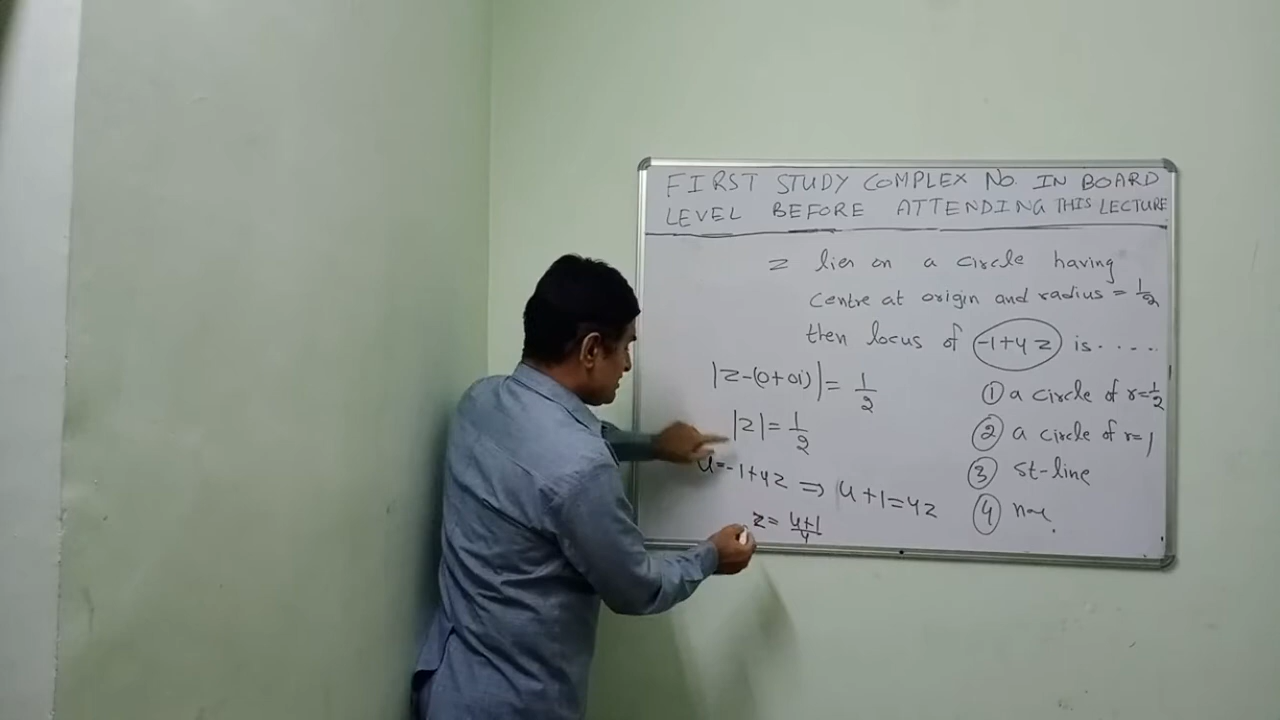 FIRST STUDY COMPLEX NO. IN BOARD
LEVEL BEFORE ATTENDING THIS LECTURE
z lies on a circle having
Centre at origin and radius = 1/2
then locus of -1+4z is.....
|z-(0+0i)| = 1/2
|z| = 1/2
u=-1+4z ⇒ u+1=4z
z = u+1/4
① a circle of r=1/2
② a circle of r=1
③ st-line
④